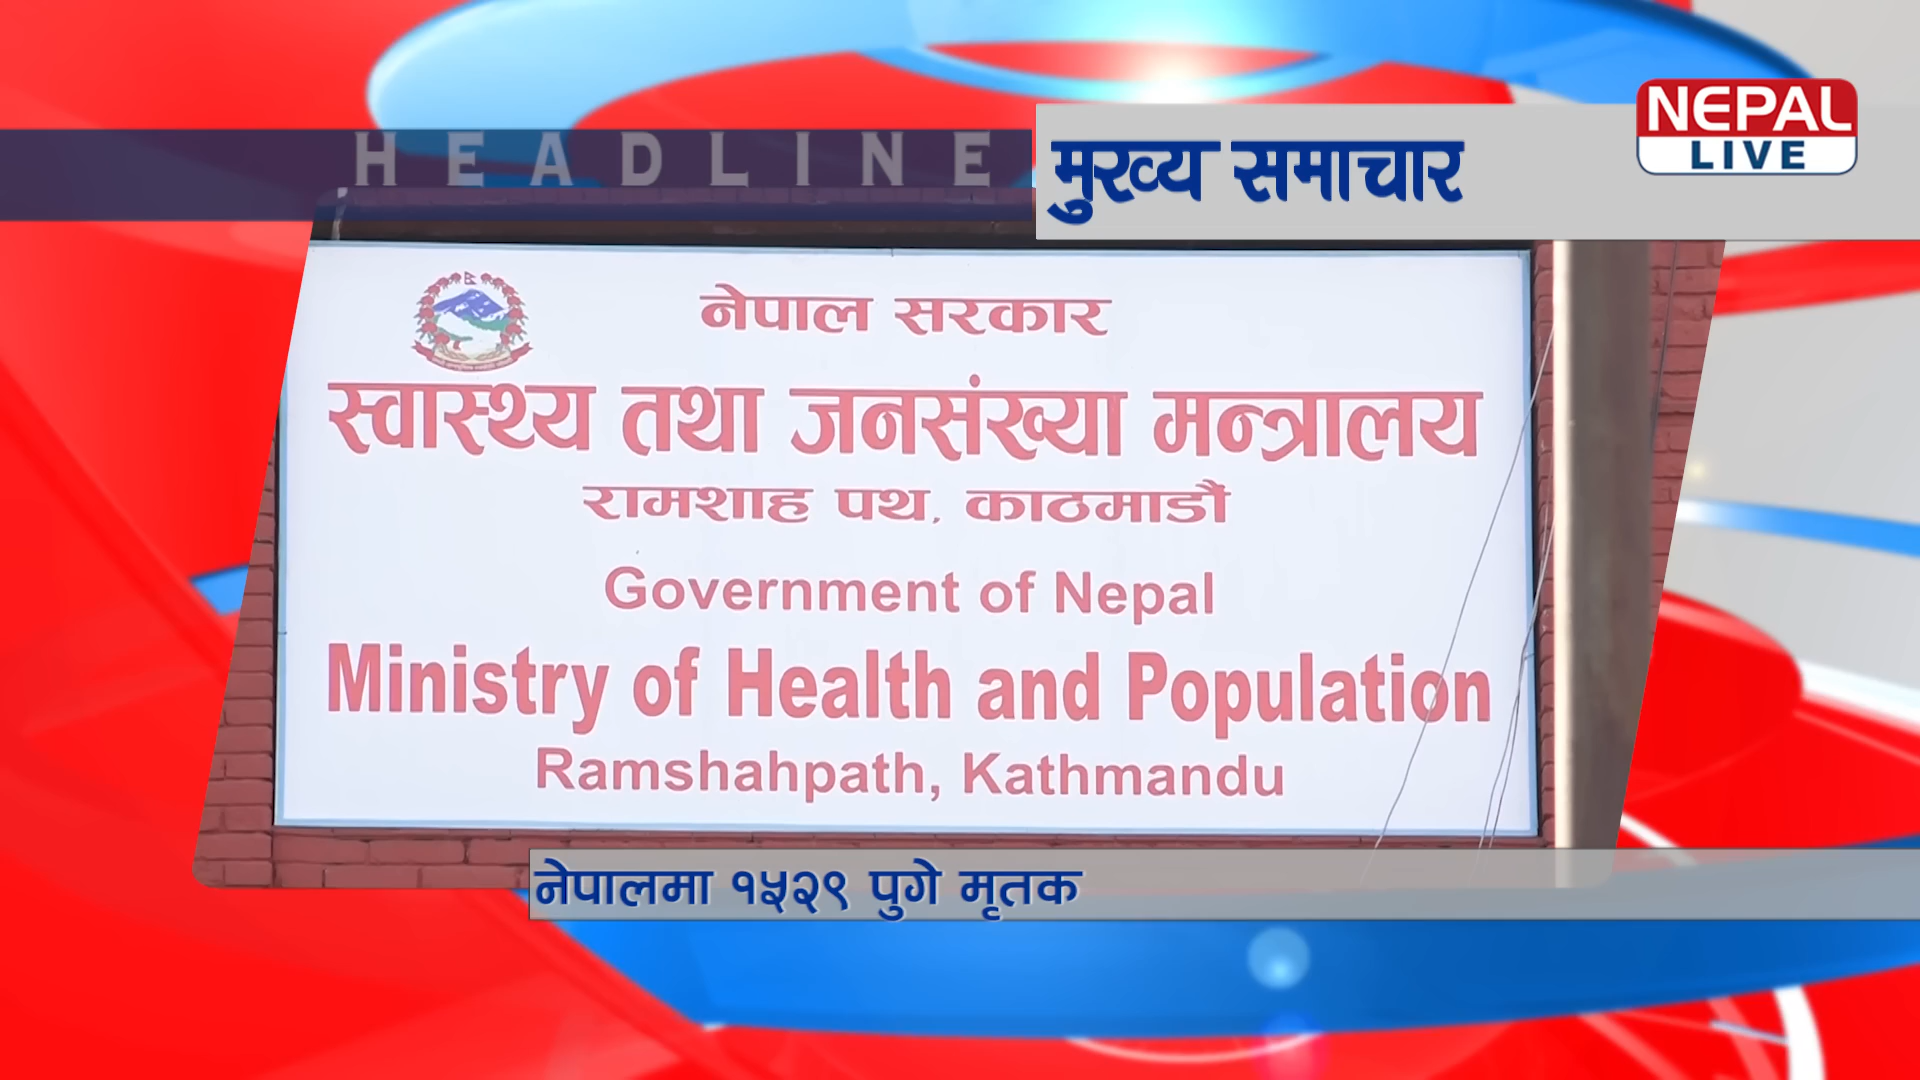 HEADLINE
मुख्य समाचार
NEPAL
LIVE
नेपाल सरकार
स्वास्थ्य तथा जनसंख्या मन्त्रालय
रामशाह पथ, काठमाडौं
Government of Nepal
Ministry of Health and Population
Ramshahpath, Kathmandu
नेपालमा १५२९ पुगे मृतक